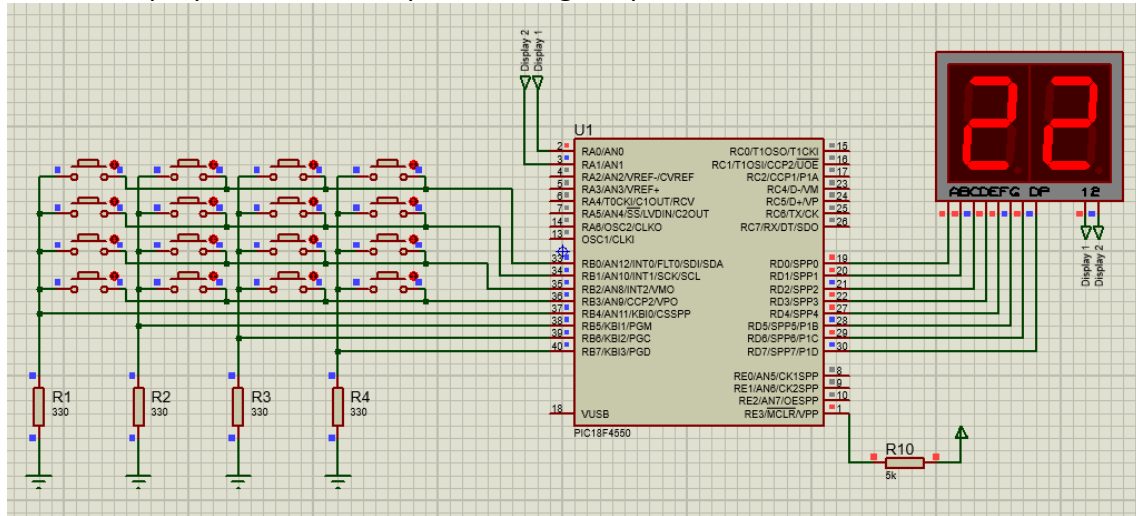 Display 2
Display 1
U1
2 RA0/AN0
3 RA1/AN1
4 RA2/AN2/VREF-/CVREF
5 RA3/AN3/VREF+
6 RA4/T0CKI/C1OUT/RCV
7 RA5/AN4/SS/LVDIN/C2OUT
14 RA6/OSC2/CLKO
13 OSC1/CLKI
33 RB0/AN12/INT0/FLT0/SDI/SDA
34 RB1/AN10/INT1/SCK/SCL
35 RB2/AN8/INT2/VMO
36 RB3/AN9/CCP2/VPO
37 RB4/AN11/KBI0/CSSPP
38 RB5/KBI1/PGM
39 RB6/KBI2/PGC
40 RB7/KBI3/PGD
18 VUSB
RC0/T1OSO/T1CKI 15
RC1/T1OSI/CCP2/UOE 16
RC2/CCP1/P1A 17
RC4/D-/VM 23
RC5/D+/VP 24
RC6/TX/CK 25
RC7/RX/DT/SDO 26
RD0/SPP0 19
RD1/SPP1 20
RD2/SPP2 21
RD3/SPP3 22
RD4/SPP4 27
RD5/SPP5/P1B 28
RD6/SPP6/P1C 29
RD7/SPP7/P1D 30
RE0/AN5/CK1SPP 8
RE1/AN6/CK2SPP 9
RE2/AN7/OESPP 10
RE3/MCLR/VPP 1
PIC18F4550
22
ABCDEFG DP 12
Display 1
Display 2
R1
330
R2
330
R3
330
R4
330
R10
5k